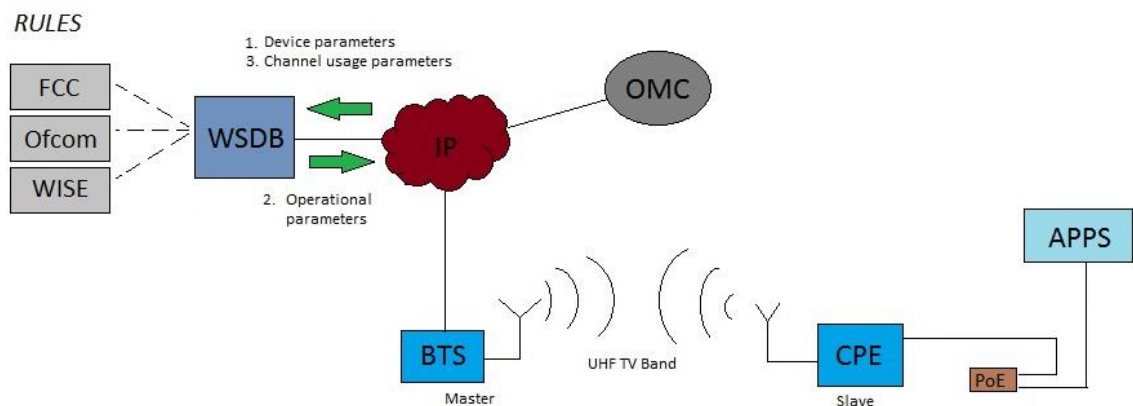 RULES
FCC
Ofcom
WISE
WSDB
1. Device parameters
3. Channel usage parameters
2. Operational
parameters
IP
OMC
BTS
Master
UHF TV Band
CPE
Slave
PoE
APPS